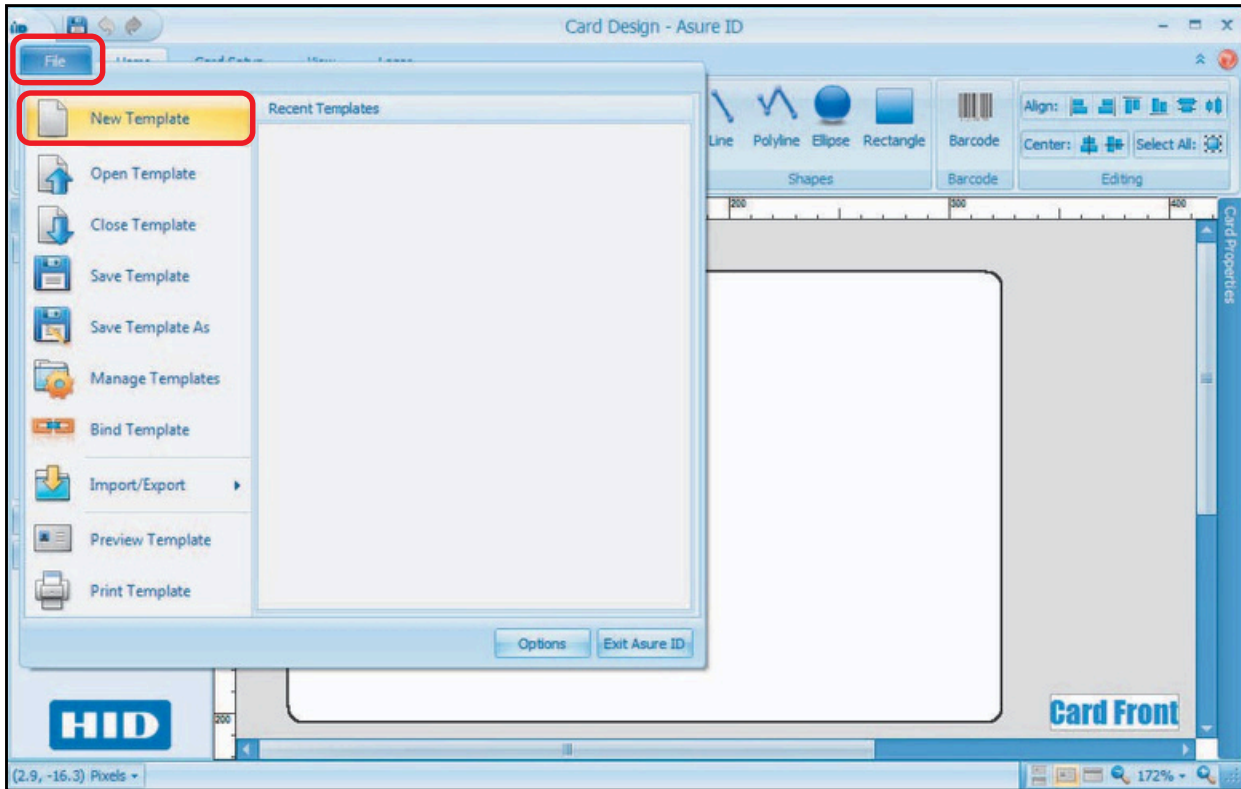 Card Design - Asure ID
File
New Template
Recent Templates
Open Template
Close Template
Save Template
Save Template As
Manage Templates
Bind Template
Import/Export
Preview Template
Print Template
Options
Exit Asure ID
Line Polyline Ellipse Rectangle
Shapes
Barcode
Barcode
Align:
Center:
Select All:
Editing
200
300
400
Card Properties
HID
200
Card Front
(2.9, -16.3) Pixels
172%